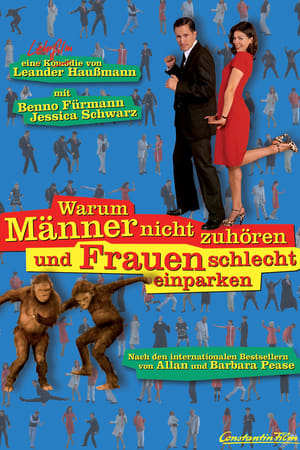 eine Komödie von
Leander Haußmann
mit
Benno Fürmann
Jessica Schwarz
Warum
Männer nicht zuhören
und Frauen schlecht
einparken
Nach den internationalen Bestsellern
von Allan und Barbara Pease
Constantin Film